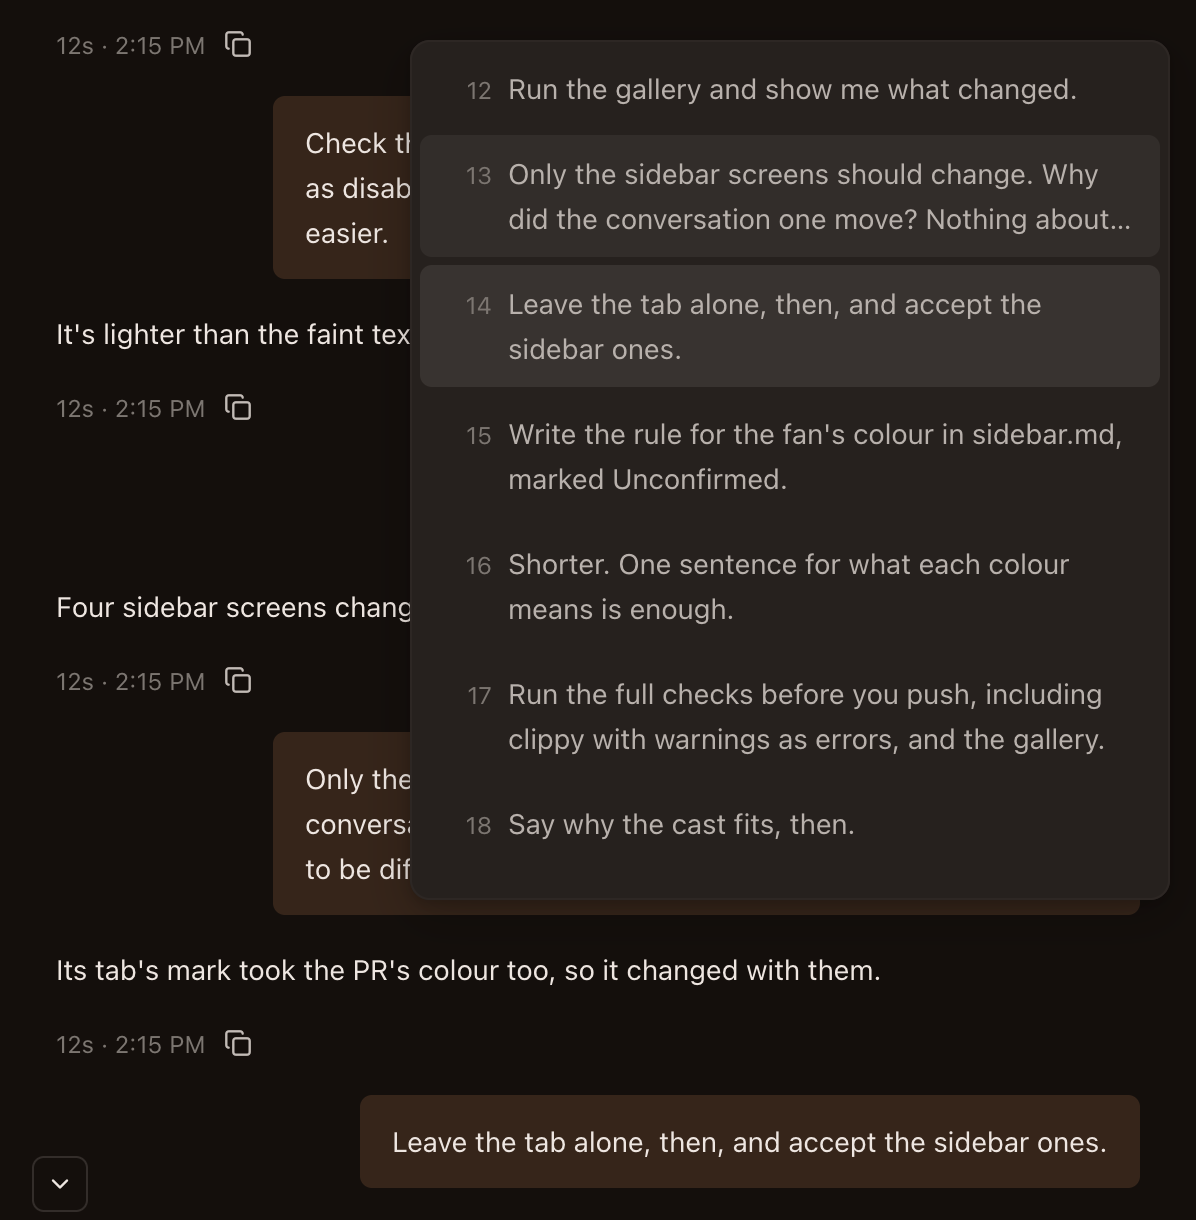 12s · 2:15 PM
Check th
as disab
easier.
It's lighter than the faint tex
12s · 2:15 PM
Four sidebar screens chang
12s · 2:15 PM
Only the
conversa
to be dif
Its tab's mark took the PR's colour too, so it changed with them.
12s · 2:15 PM
Leave the tab alone, then, and accept the sidebar ones.
12 Run the gallery and show me what changed.
13 Only the sidebar screens should change. Why
did the conversation one move? Nothing about...
14 Leave the tab alone, then, and accept the
sidebar ones.
15 Write the rule for the fan's colour in sidebar.md,
marked Unconfirmed.
16 Shorter. One sentence for what each colour
means is enough.
17 Run the full checks before you push, including
clippy with warnings as errors, and the gallery.
18 Say why the cast fits, then.